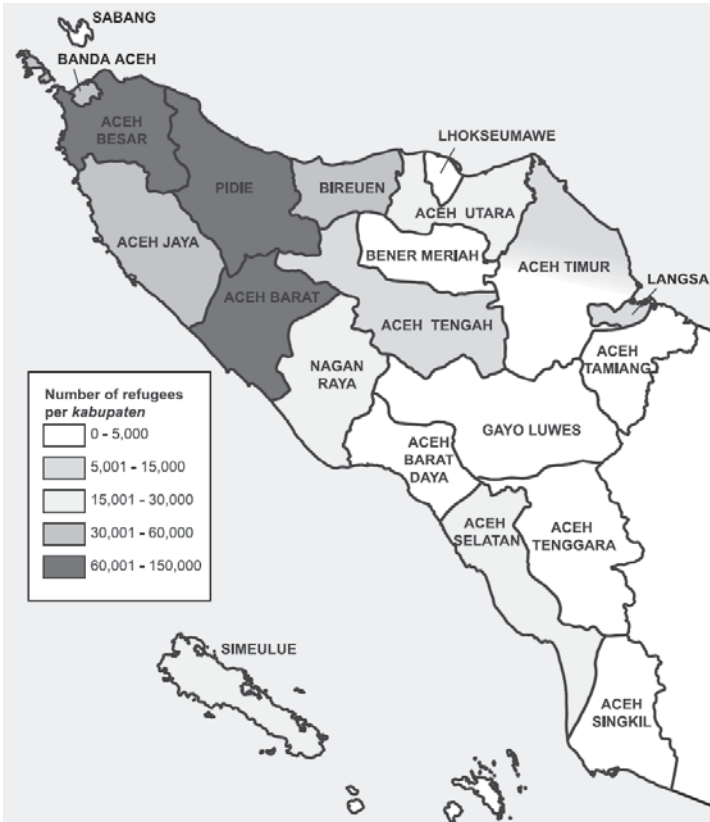 SABANG
BANDA ACEH
ACEH
BESAR
PIDIE
BIREUEN
LHOKSEUMAWE
ACEH UTARA
ACEH JAYA
BENER MERIAH
ACEH TIMUR
LANGSA
ACEH BARAT
ACEH TENGAH
ACEH
TAMIANG
NAGAN
RAYA
GAYO LUWES
ACEH
BARAT
DAYA
ACEH
SELATAN
ACEH
TENGGARA
Number of refugees
per kabupaten
0 - 5,000
5,001 - 15,000
15,001 - 30,000
30,001 - 60,000
60,001 - 150,000
SIMEULUE
ACEH
SINGKIL